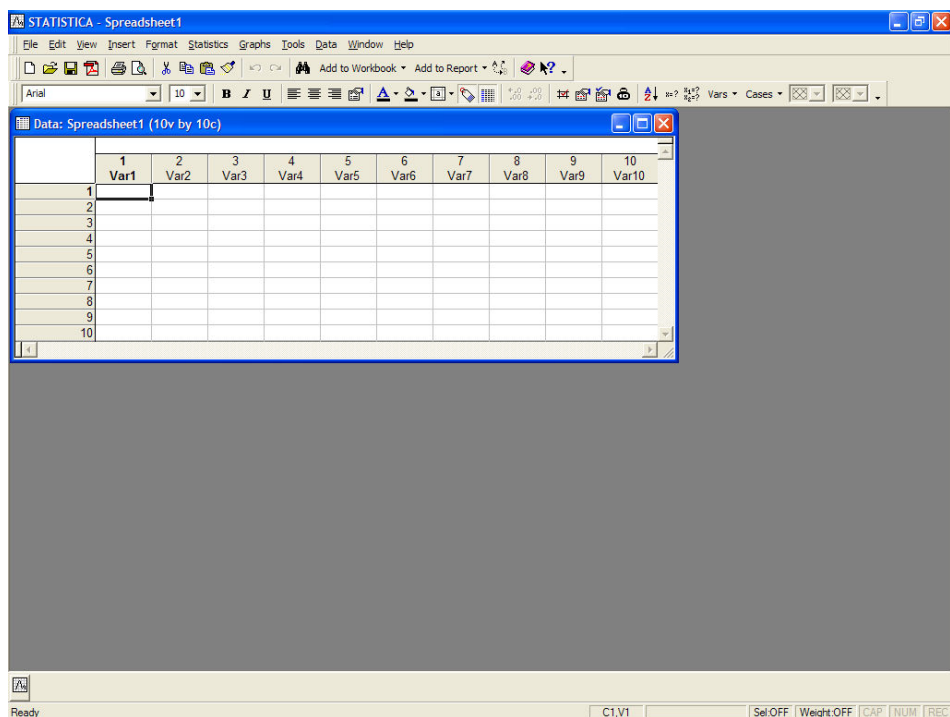 STATISTICA - Spreadsheet1
File Edit View Insert Format Statistics Graphs Tools Data Window Help
Add to Workbook Add to Report
Arial 10 B I U Vars Cases
Data: Spreadsheet1 (10v by 10c)
1 2 3 4 5 6 7 8 9 10
Var1 Var2 Var3 Var4 Var5 Var6 Var7 Var8 Var9 Var10
1
2
3
4
5
6
7
8
9
10
Ready C1,V1 Sel:OFF Weight:OFF CAP NUM REC